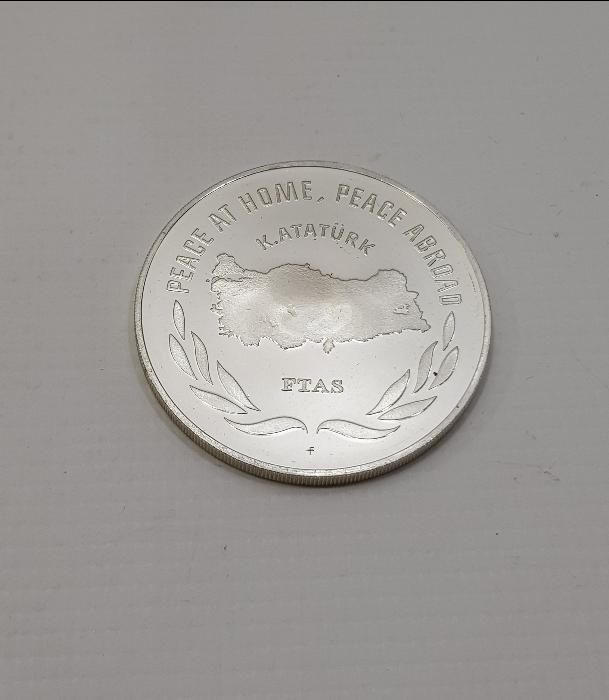 PEACE AT HOME, PEACE ABROAD
K.ATATÜRK
FTAS
f